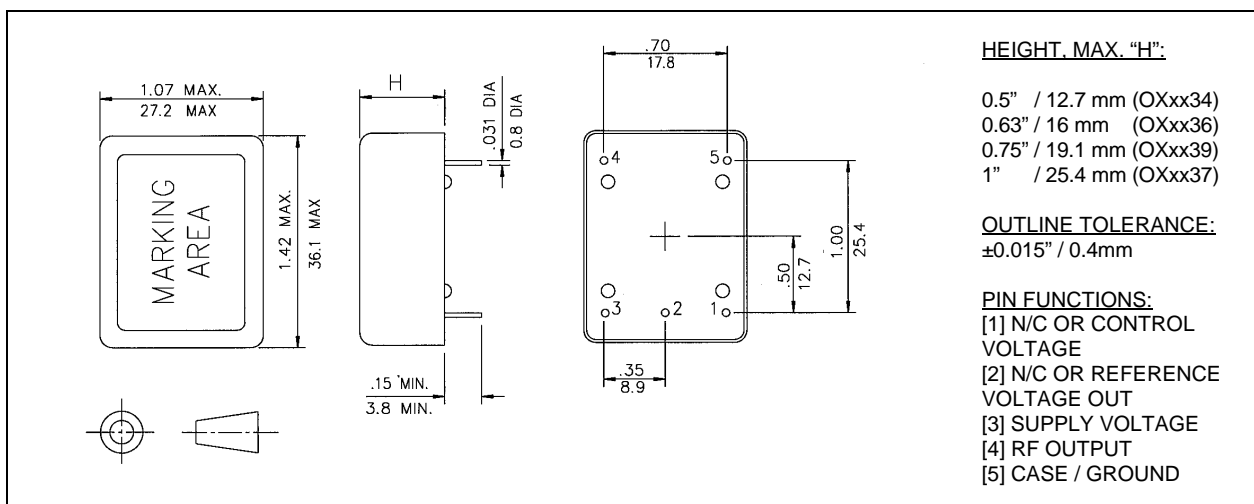 1.07 MAX.
27.2 MAX
MARKING
AREA
1.42 MAX.
36.1 MAX
H
.031 DIA
0.8 DIA
.15 MIN.
3.8 MIN.
.70
17.8
4
5
3
2
1
1.00
25.4
.50
12.7
.35
8.9
HEIGHT, MAX. “H”:
0.5” / 12.7 mm (OXxx34)
0.63” / 16 mm (OXxx36)
0.75” / 19.1 mm (OXxx39)
1” / 25.4 mm (OXxx37)
OUTLINE TOLERANCE:
±0.015” / 0.4mm
PIN FUNCTIONS:
[1] N/C OR CONTROL
VOLTAGE
[2] N/C OR REFERENCE
VOLTAGE OUT
[3] SUPPLY VOLTAGE
[4] RF OUTPUT
[5] CASE / GROUND